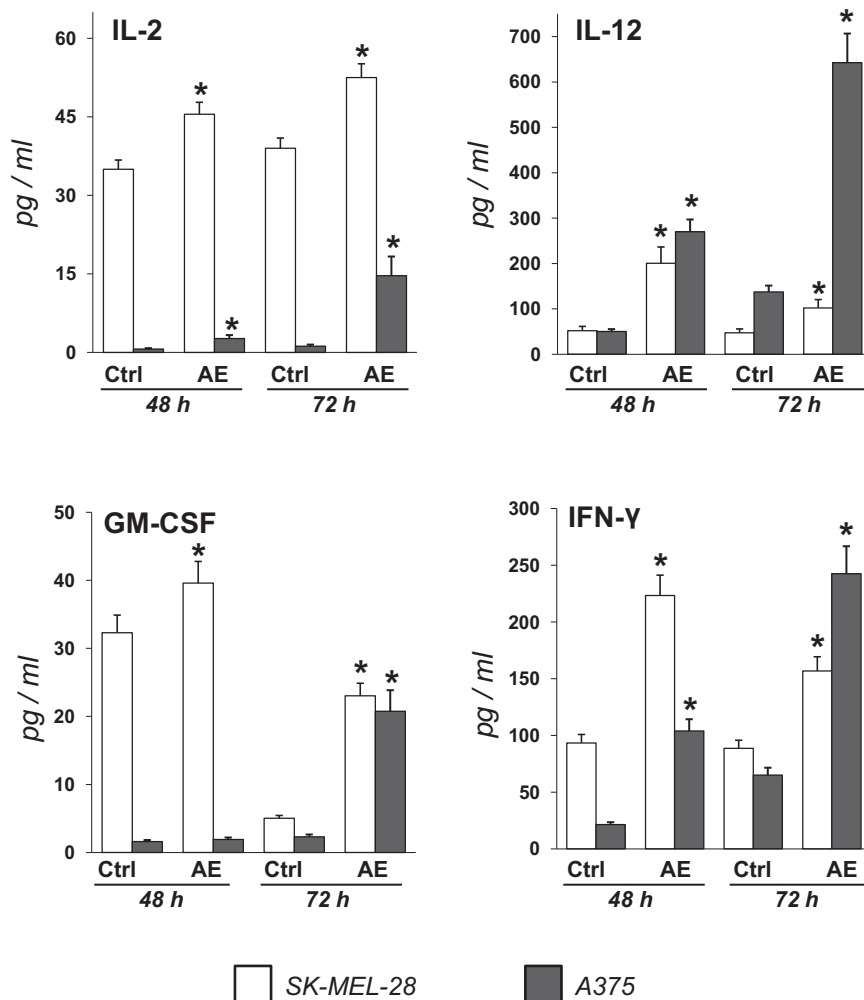 IL-2
60
45
30
15
0
pg / ml
*
*
*
*
Ctrl AE Ctrl AE
48 h 72 h
IL-12
700
600
500
400
300
200
100
0
pg / ml
*
*
*
*
Ctrl AE Ctrl AE
48 h 72 h
GM-CSF
50
40
30
20
10
0
pg / ml
*
*
*
Ctrl AE Ctrl AE
48 h 72 h
IFN-γ
300
250
200
150
100
50
0
pg / ml
*
*
*
*
Ctrl AE Ctrl AE
48 h 72 h
SK-MEL-28 A375